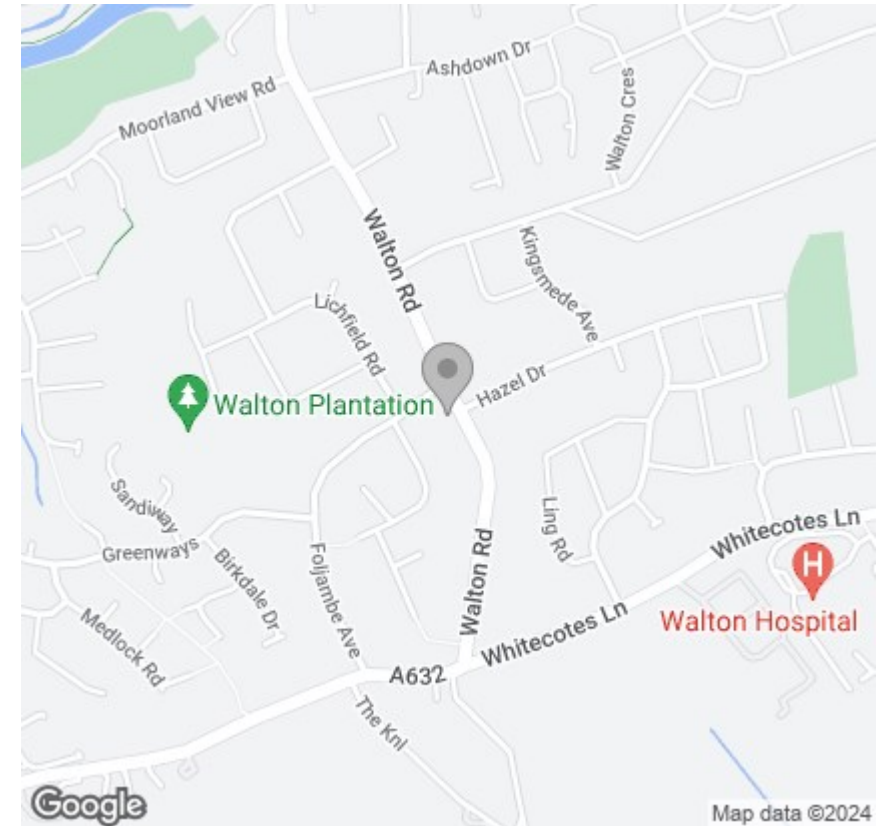 Ashdown Dr
Moorland View Rd
Walton Cres
Walton Rd
Kingsmede Ave
Lichfield Rd
Hazel Dr
Walton Plantation
Sandiway
Ling Rd
Whitecotes Ln
Greenways
Birkdale Dr
Foljambe Ave
Walton Rd
H
Walton Hospital
Medlock Rd
Whitecotes Ln
A632
The Knl
Google
Map data ©2024